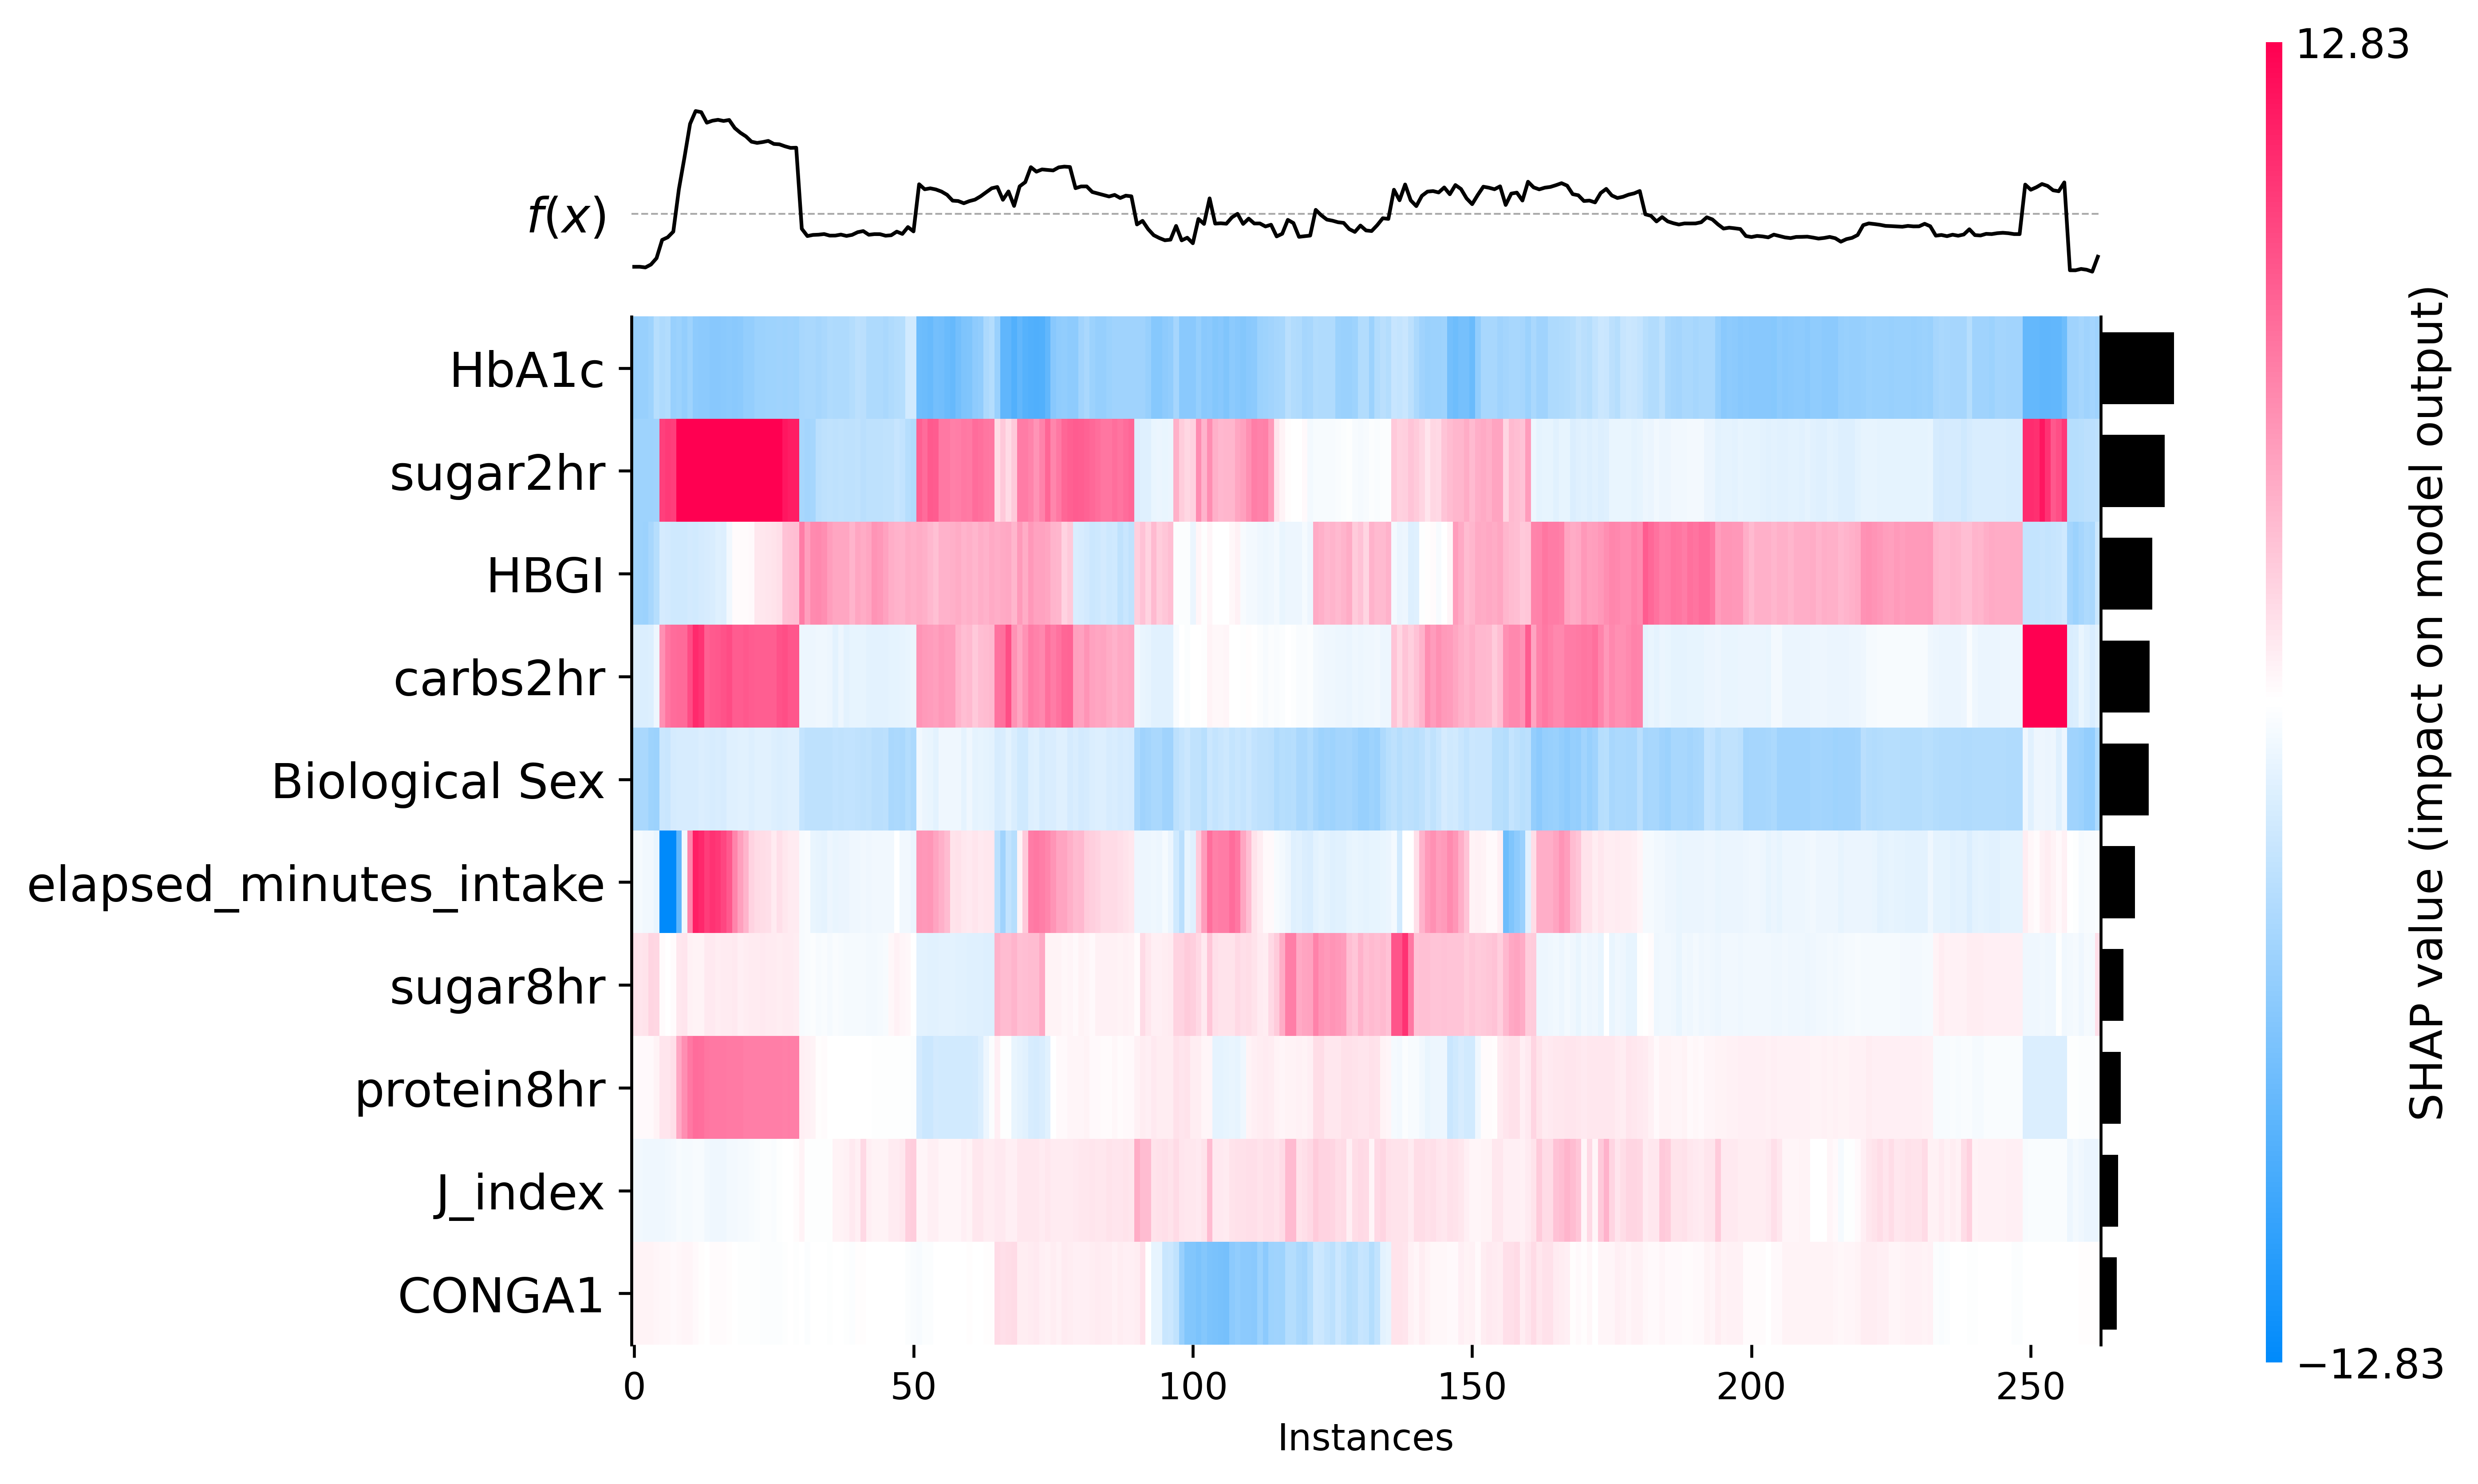 12.83
f(x)
HbA1c
sugar2hr
HBGI
carbs2hr
Biological Sex
elapsed_minutes_intake
sugar8hr
protein8hr
J_index
CONGA1
0 50 100 150 200 250
Instances
−12.83
SHAP value (impact on model output)